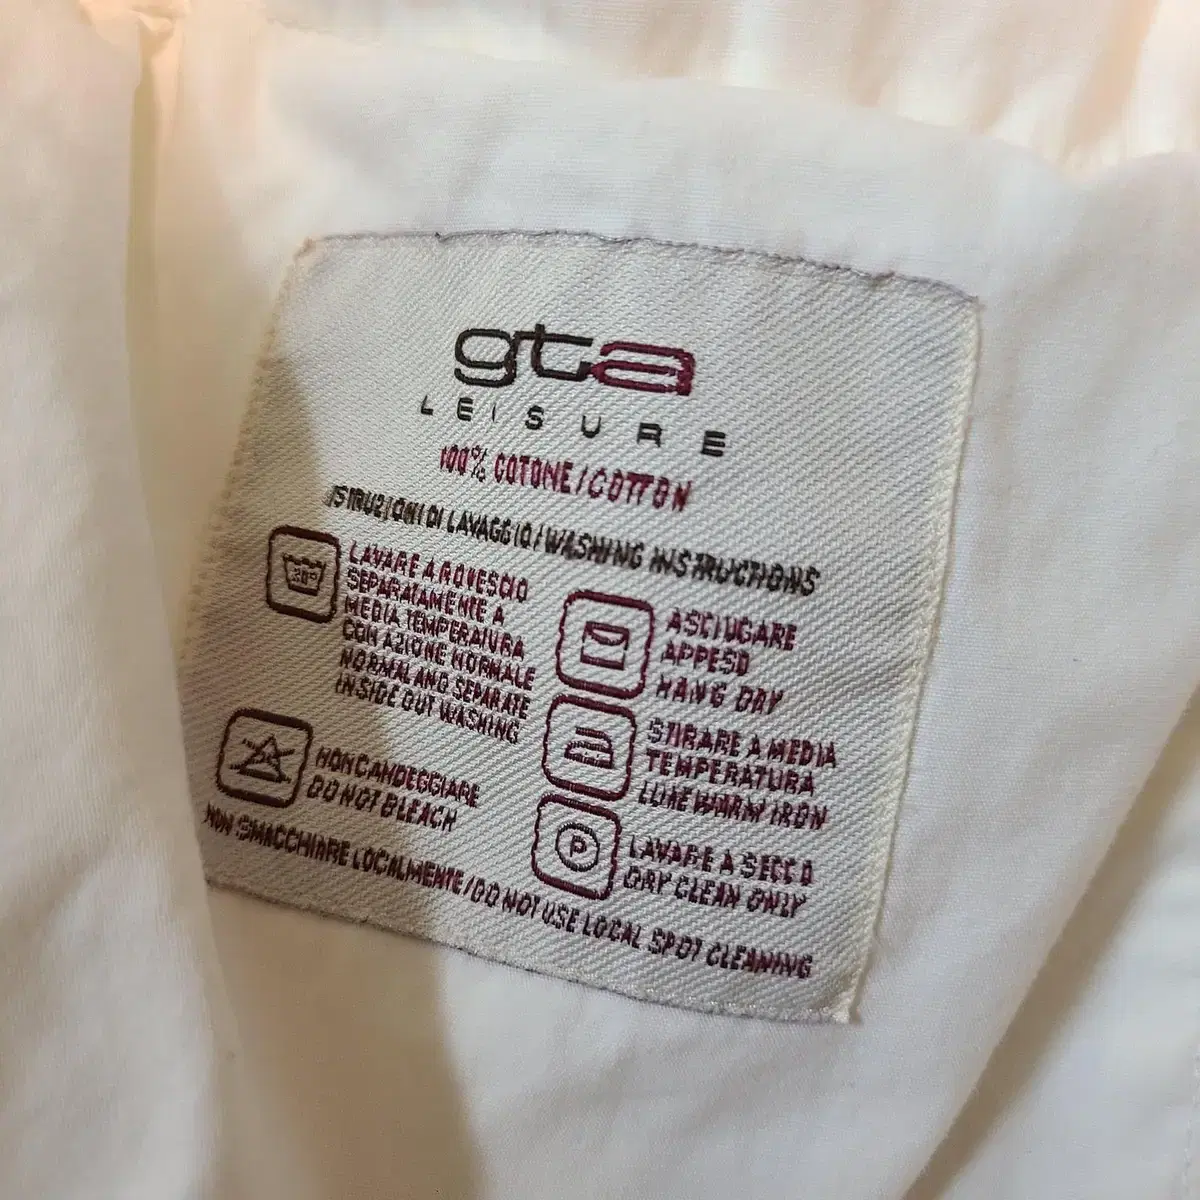 gta
LEISURE
100% COTONE/COTTON
ISTRUZIONI DI LAVAGGIO/WASHING INSTRUCTIONS
30°
LAVARE A ROVESCIO
SEPARATAMENTE A
MEDIA TEMPERATURA
CON AZIONE NORMALE
NORMAL AND SEPARATE
INSIDE OUT WASHING
NON CANDEGGIARE
DO NOT BLEACH
ASCIUGARE
APPESO
HANG DRY
STIRARE A MEDIA
TEMPERATURA
LUKEWARM IRON
P
LAVARE A SECCO
DRY CLEAN ONLY
NON SMACCHIARE LOCALMENTE/DO NOT USE LOCAL SPOT CLEANING